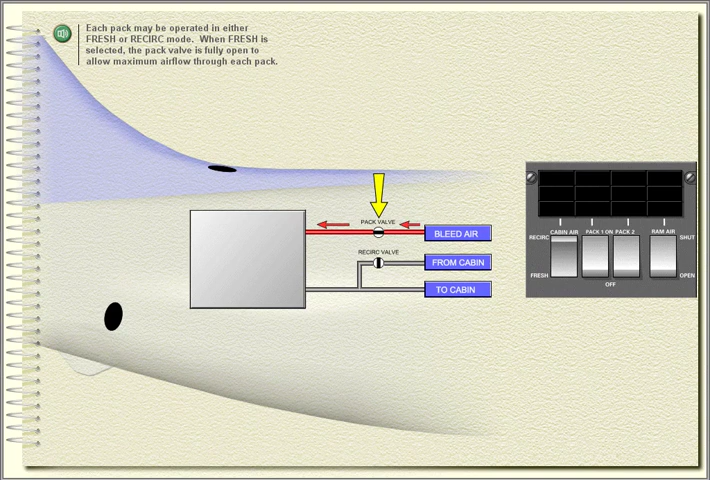 Each pack may be operated in either
FRESH or RECIRC mode. When FRESH is
selected, the pack valve is fully open to
allow maximum airflow through each pack.
PACK VALVE
BLEED AIR
RECIRC VALVE
FROM CABIN
TO CABIN
RECIRC CABIN AIR PACK 1 ON PACK 2 RAM AIR SHUT
FRESH OPEN
OFF